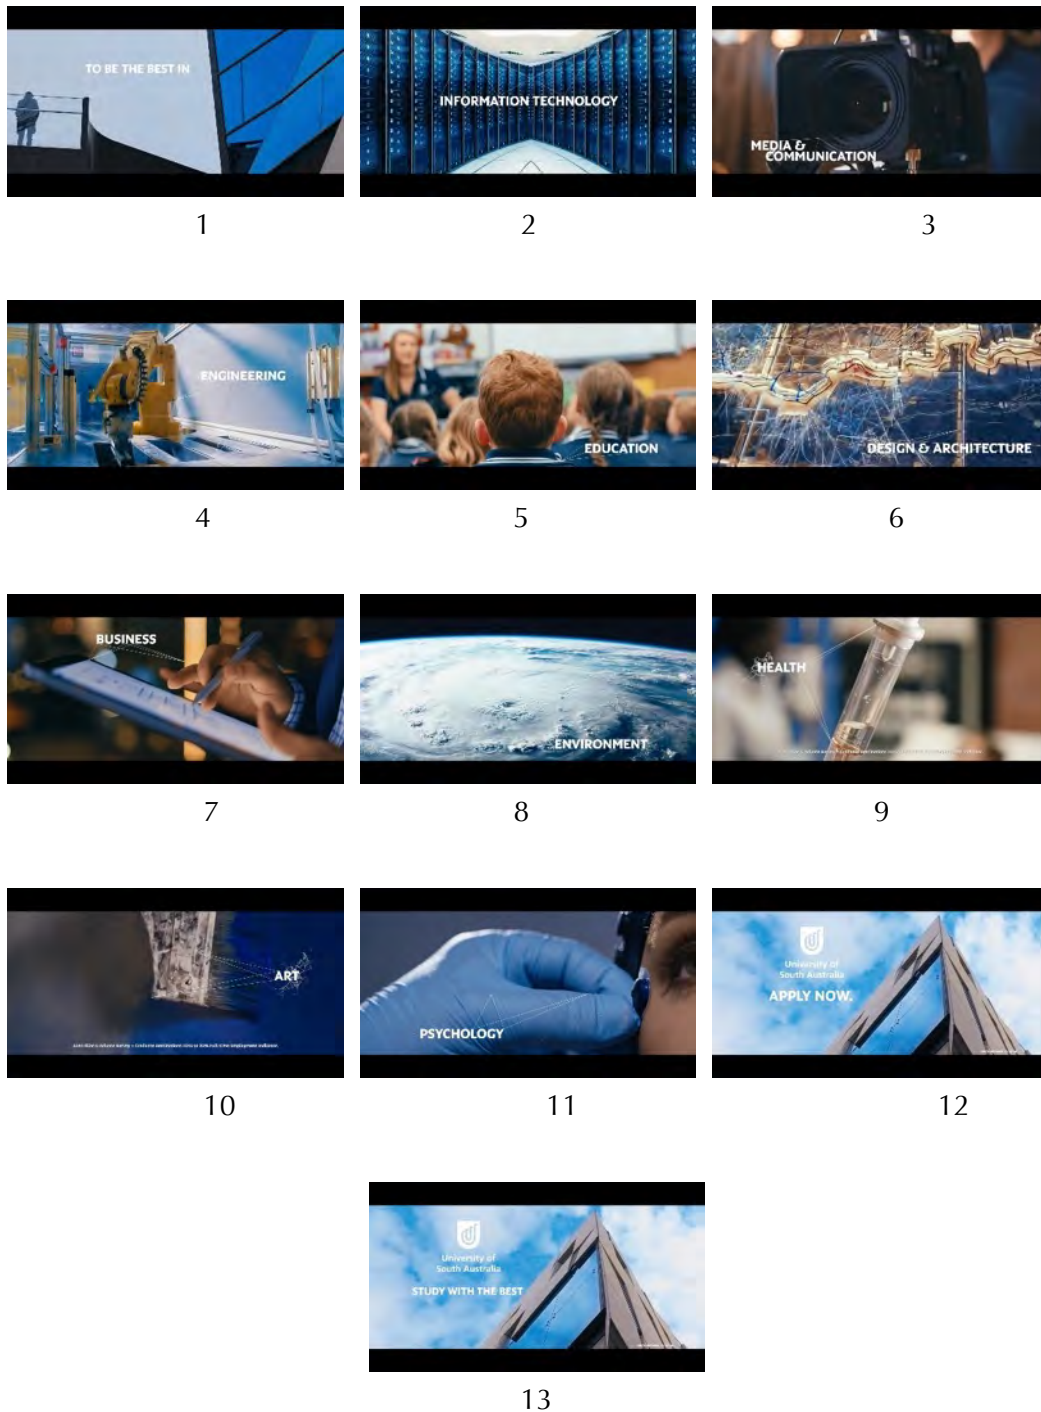 TO BE THE BEST IN
INFORMATION TECHNOLOGY
MEDIA &
COMMUNICATION
1
2
3
ENGINEERING
EDUCATION
DESIGN & ARCHITECTURE
4
5
6
BUSINESS
ENVIRONMENT
HEALTH
7
8
9
ART
PSYCHOLOGY
University of
South Australia
APPLY NOW.
10
11
12
University of
South Australia
STUDY WITH THE BEST
13